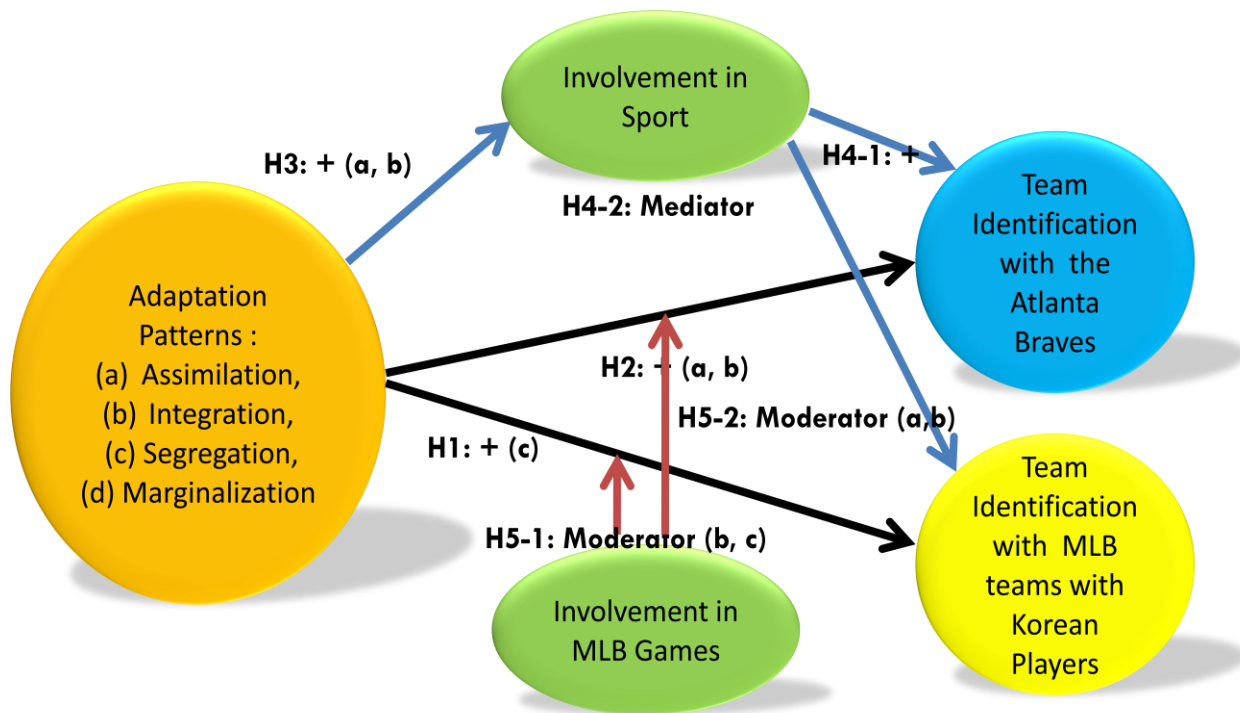 Involvement in
Sport
H3: + (a, b)
H4-1: +
H4-2: Mediator
Team
Identification
with the
Atlanta
Braves
Adaptation
Patterns :
(a) Assimilation,
(b) Integration,
(c) Segregation,
(d) Marginalization
H2: + (a, b)
H5-2: Moderator (a,b)
H1: + (c)
H5-1: Moderator (b, c)
Team
Identification
with MLB
teams with
Korean
Players
Involvement in
MLB Games